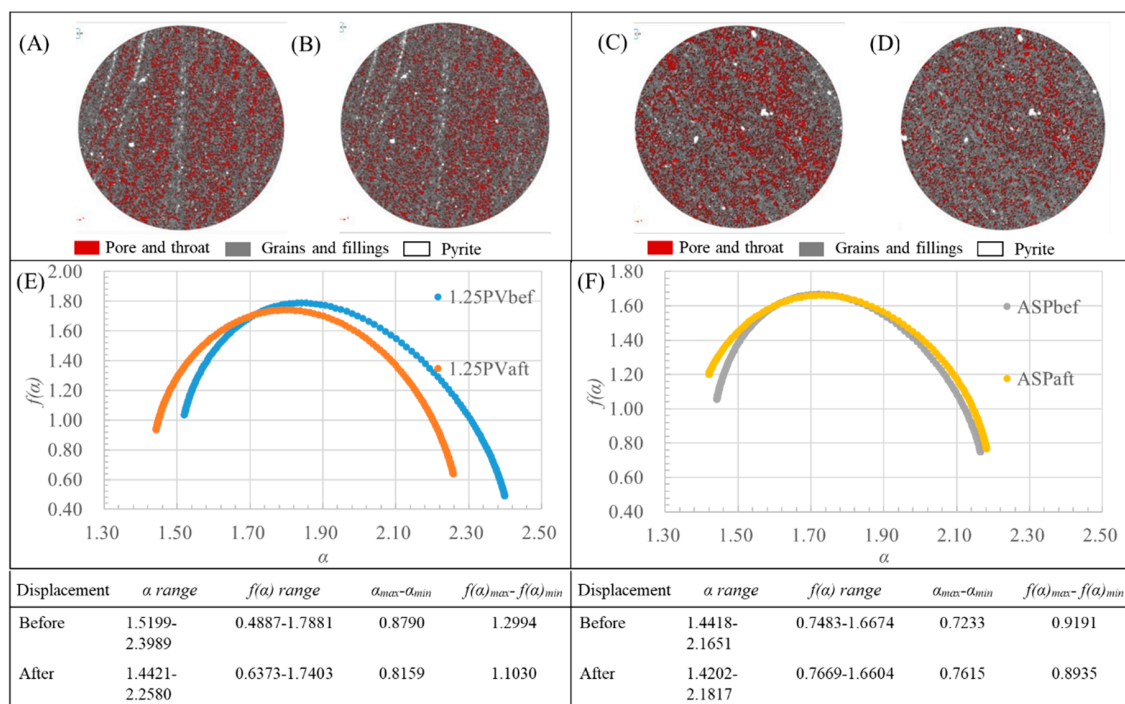 (A)
(B)
(C)
(D)
Pore and throat Grains and fillings Pyrite
Pore and throat Grains and fillings Pyrite
(E)
2.00
1.80
1.60
1.40
1.20
1.00
0.80
0.60
0.40
f(α)
1.25PVbef
1.25PVaft
1.30 1.50 1.70 1.90 2.10 2.30 2.50
α
(F)
1.80
1.60
1.40
1.20
1.00
0.80
0.60
0.40
f(α)
ASPbef
ASPaft
1.30 1.50 1.70 1.90 2.10 2.30 2.50
α
Displacement α range f(α) range αmax-αmin f(α)max- f(α)min
Before 1.5199-2.3989 0.4887-1.7881 0.8790 1.2994
After 1.4421-2.2580 0.6373-1.7403 0.8159 1.1030
Displacement α range f(α) range αmax-αmin f(α)max- f(α)min
Before 1.4418-2.1651 0.7483-1.6674 0.7233 0.9191
After 1.4202-2.1817 0.7669-1.6604 0.7615 0.8935